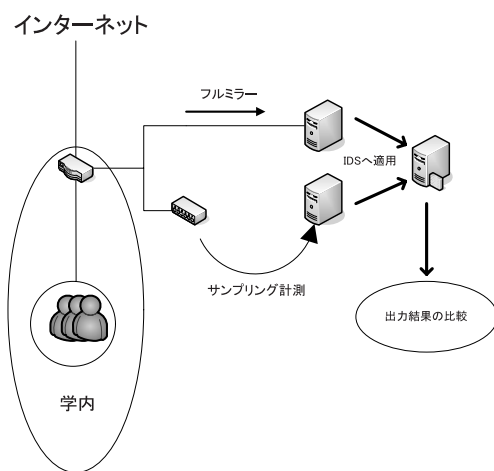 インターネット
フルミラー
IDSへ適用
サンプリング計測
出力結果の比較
学内